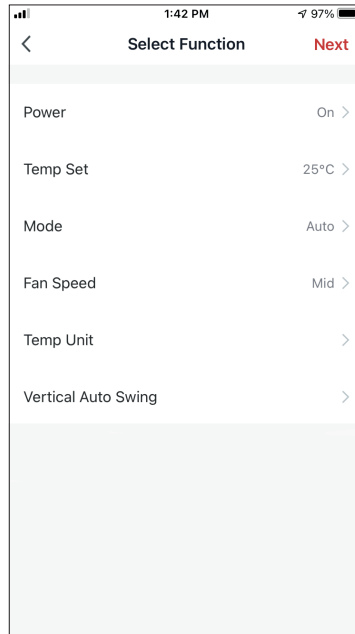 1:42 PM 97%
Select Function Next
Power On
Temp Set 25°C
Mode Auto
Fan Speed Mid
Temp Unit
Vertical Auto Swing